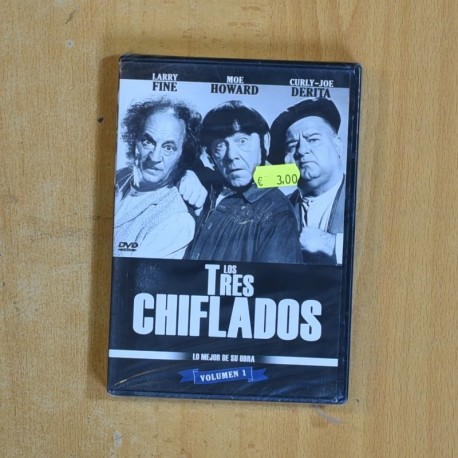 LARRY FINE
MOE HOWARD
CURLY-JOE DERITA
€ 3,00
DVD
LOS
TRES
CHIFLADOS
LO MEJOR DE SU OBRA
VOLUMEN 1